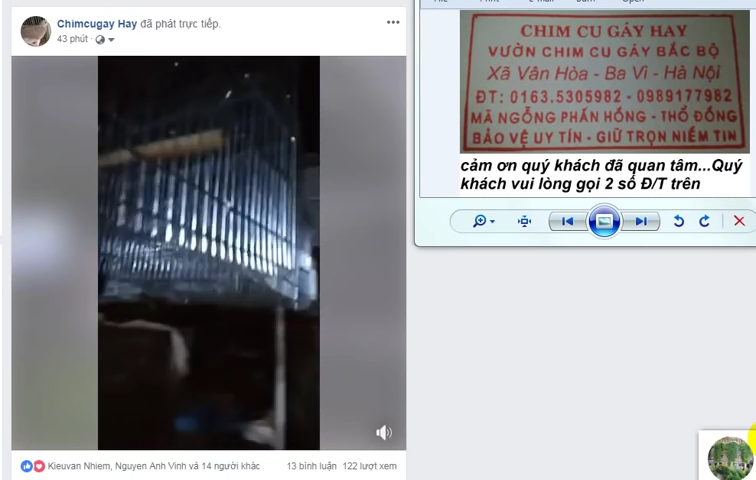 Chimcugay Hay đã phát trực tiếp.
43 phút ·
Kieuvan Nhiem, Nguyen Anh Vinh và 14 người khác
13 bình luận 122 lượt xem
CHIM CU GÁY HAY
VƯỜN CHIM CU GÁY BẮC BỘ
Xã Vân Hòa - Ba Vì - Hà Nội
ĐT: 0163.5305982 - 0989177982
MÃ NGỖNG PHẤN HỒNG - THỔ ĐỒNG
BẢO VỆ UY TÍN - GIỮ TRỌN NIỀM TIN
cảm ơn quý khách đã quan tâm...Quý
khách vui lòng gọi 2 số Đ/T trên